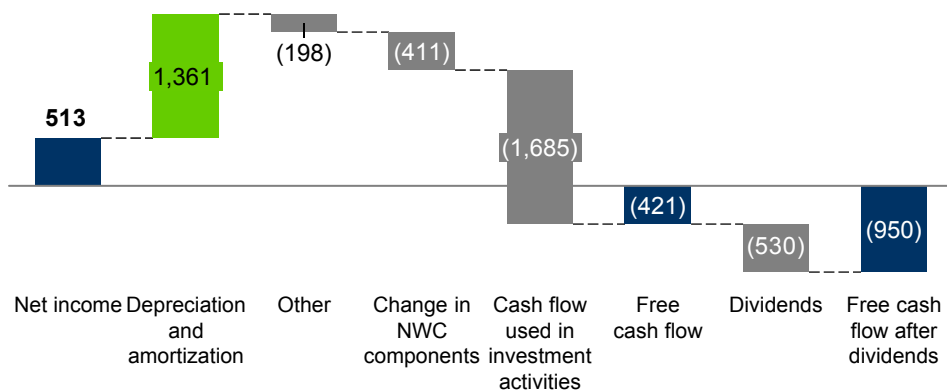 513
1,361
(198)
(411)
(1,685)
(421)
(530)
(950)
Net income
Depreciation
and
amortization
Other
Change in
NWC
components
Cash flow
used in
investment
activities
Free
cash flow
Dividends
Free cash
flow after
dividends